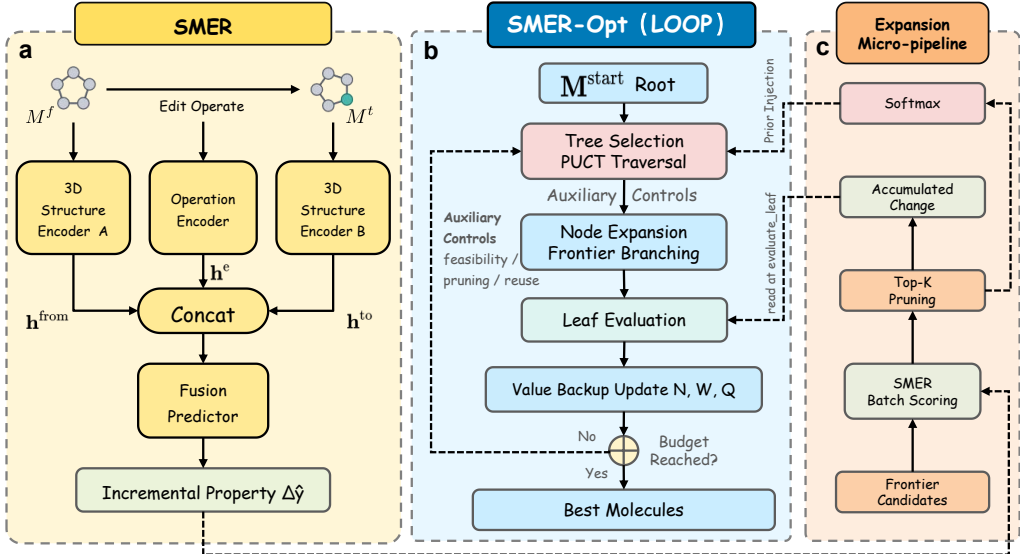 SMER
a
M^f
Edit Operate
M^t
3D
Structure
Encoder A
Operation
Encoder
3D
Structure
Encoder B
h^e
h^from
Concat
h^to
Fusion
Predictor
Incremental Property Δŷ
SMER-Opt (LOOP)
b
M^start Root
Tree Selection
PUCT Traversal
Auxiliary Controls
Auxiliary
Controls
feasibility /
pruning / reuse
Node Expansion
Frontier Branching
Leaf Evaluation
Value Backup Update N, W, Q
No
Budget
Reached?
Yes
Best Molecules
Prior Injection
read at evaluate_leaf
Expansion
Micro-pipeline
c
Softmax
Accumulated
Change
Top-K
Pruning
SMER
Batch Scoring
Frontier
Candidates